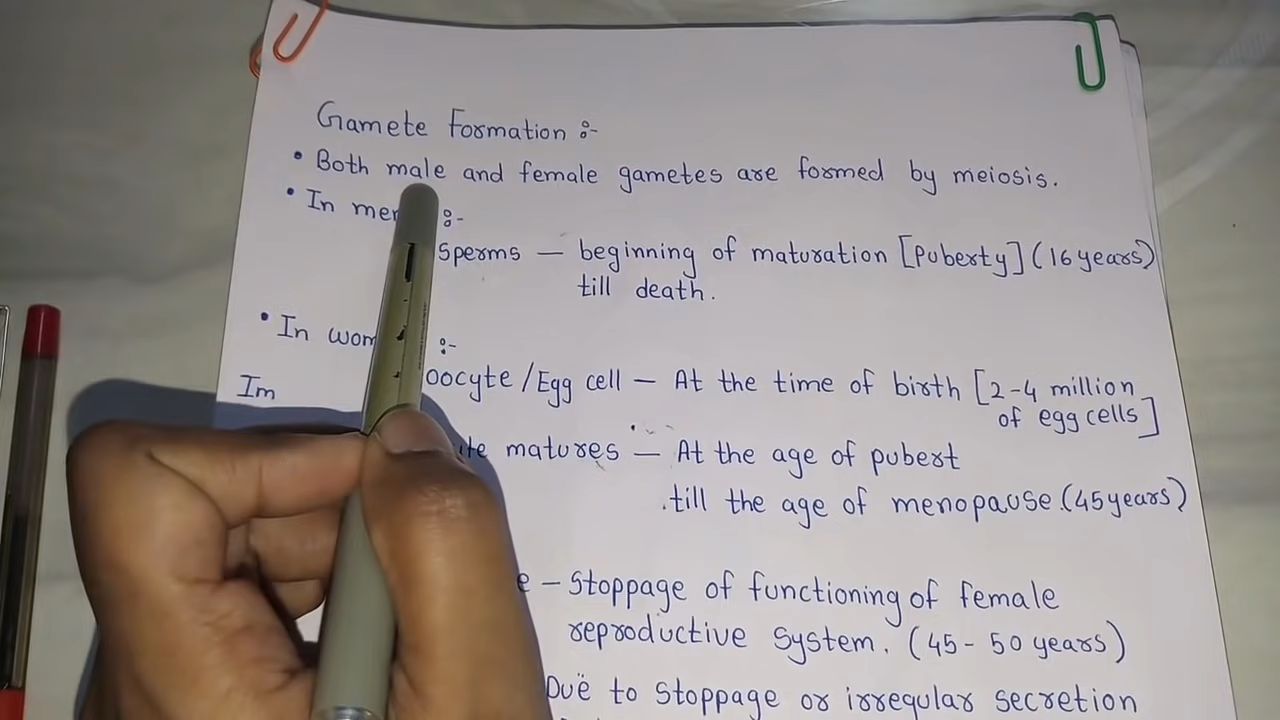 Gamete Formation :-
• Both male and female gametes are formed by meiosis.
• In men :-
Sperms — beginning of maturation [Puberty] (16 years)
till death.
• In wom :-
Im oocyte / Egg cell — At the time of birth [2-4 million
of egg cells]
matures — At the age of pubert
till the age of menopause. (45 years)
e — Stoppage of functioning of female
reproductive system. (45 - 50 years)
Due to stoppage or irregular secretion